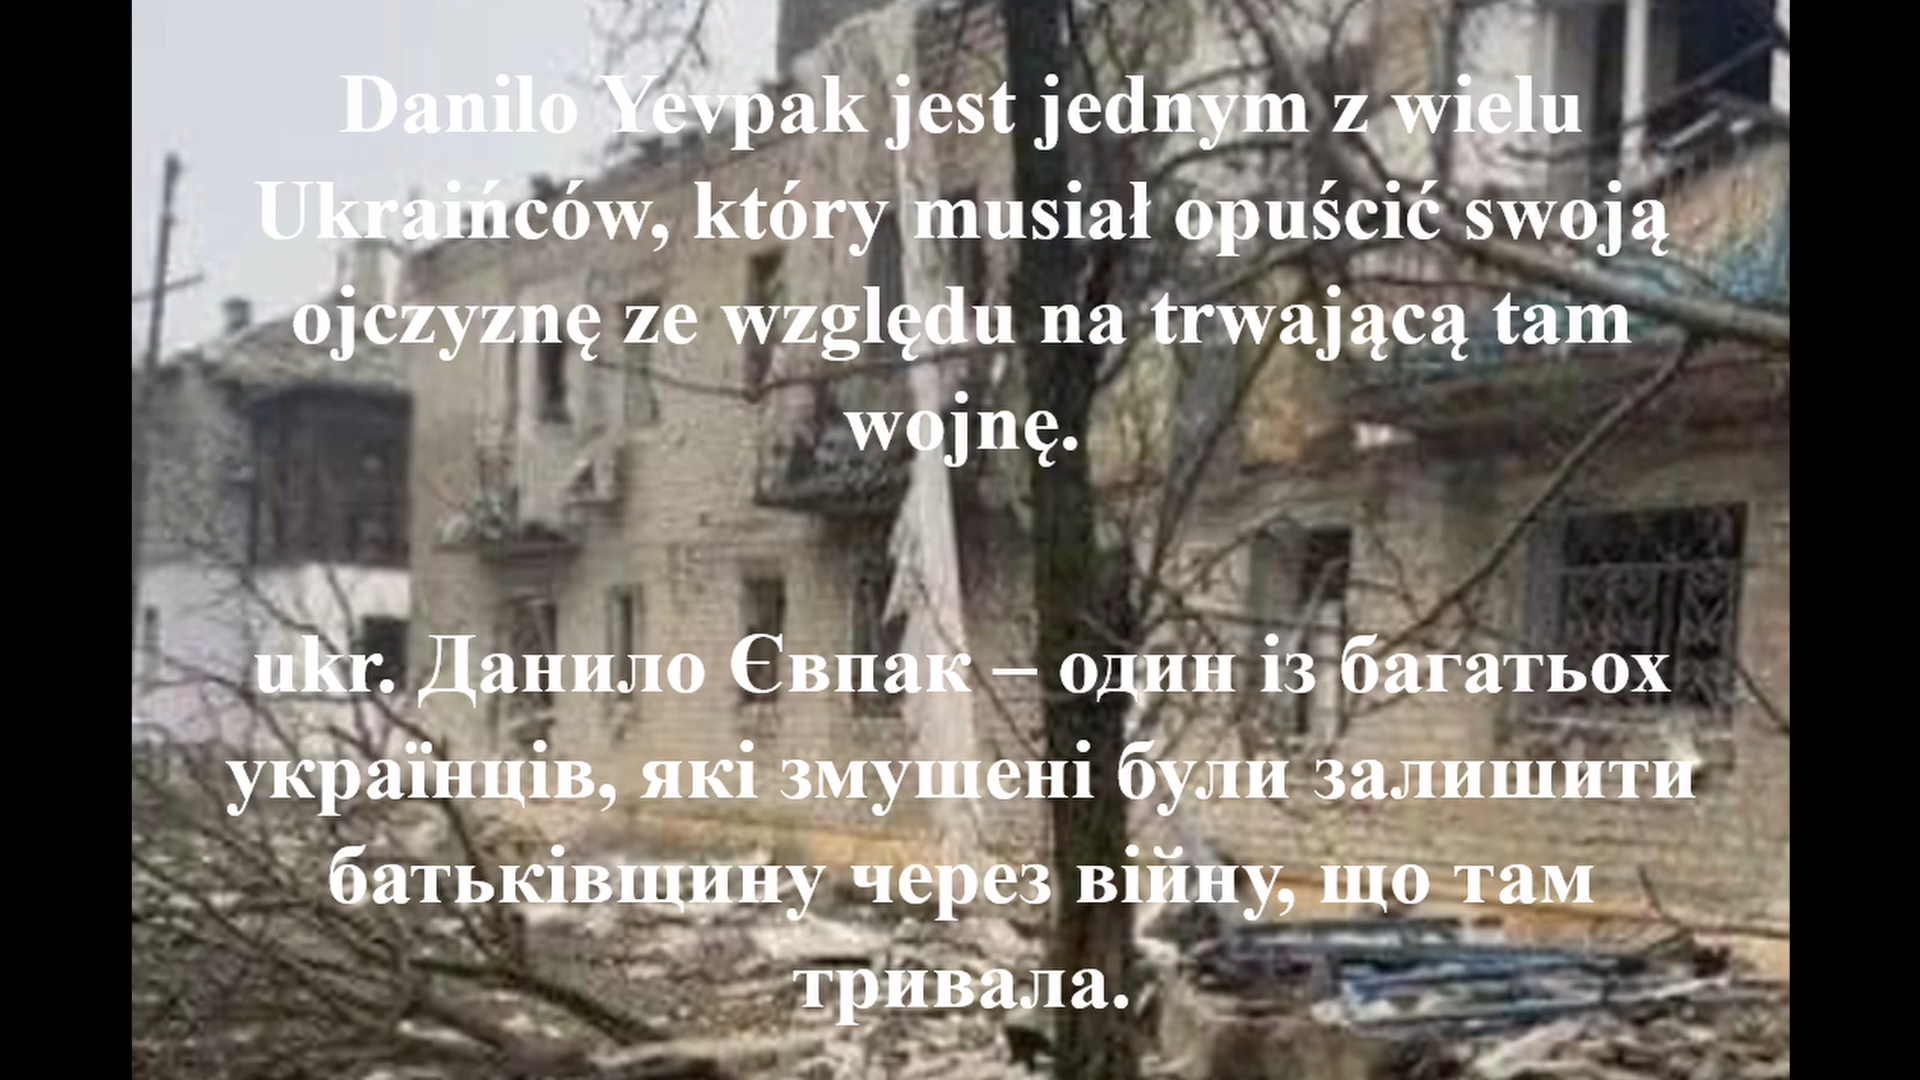 Danilo Yevpak jest jednym z wielu
Ukraińców, który musiał opuścić swoją
ojczyznę ze względu na trwającą tam
wojnę.
ukr. Данило Євпак – один із багатьох
українців, які змушені були залишити
батьківщину через війну, що там
тривала.